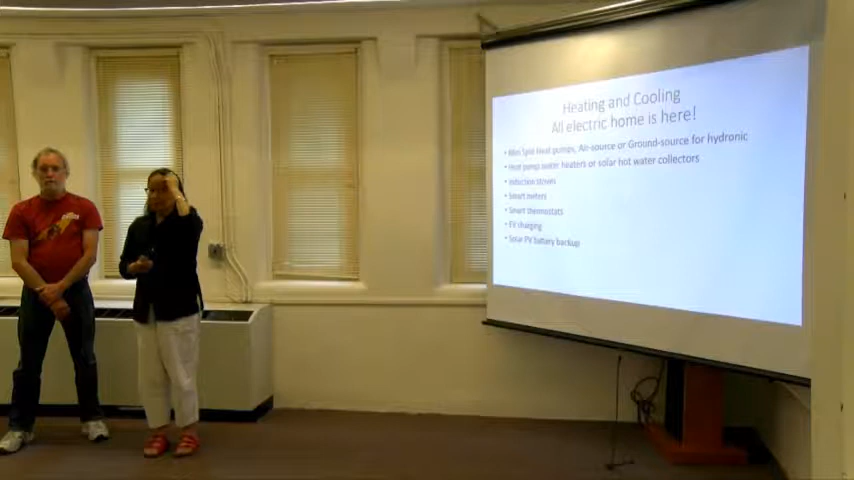 Heating and Cooling
All electric home is here!
• Mini Split Heat pumps, Air-source or Ground-source for hydronic
• Heat pump water heaters or solar hot water collectors
• Induction stoves
• Smart meters
• Smart thermostats
• EV charging
• Solar PV battery backup